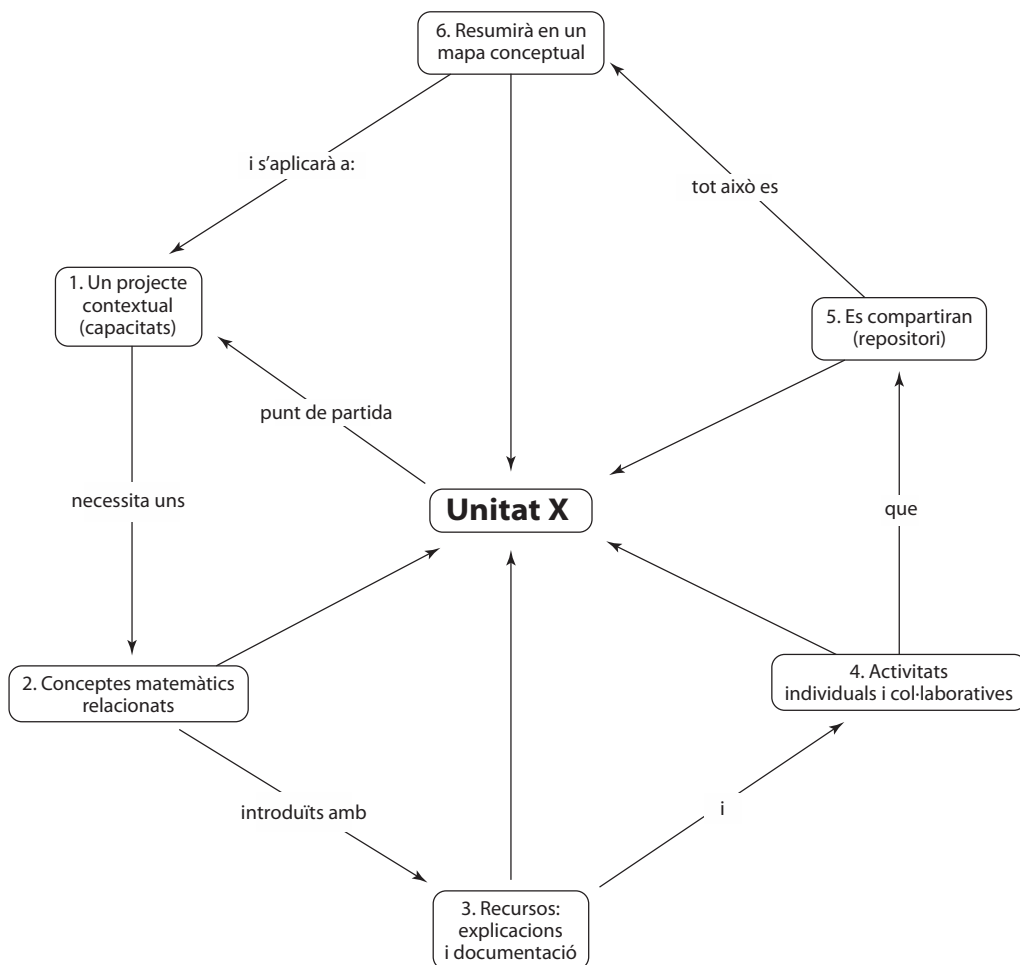 6. Resumirà en un
mapa conceptual
i s'aplicarà a:
tot això es
1. Un projecte
contextual
(capacitats)
5. Es compartiran
(repositori)
punt de partida
necessita uns
Unitat X
que
2. Conceptes matemàtics
relacionats
4. Activitats
individuals i col·laboratives
introduïts amb
i
3. Recursos:
explicacions
i documentació